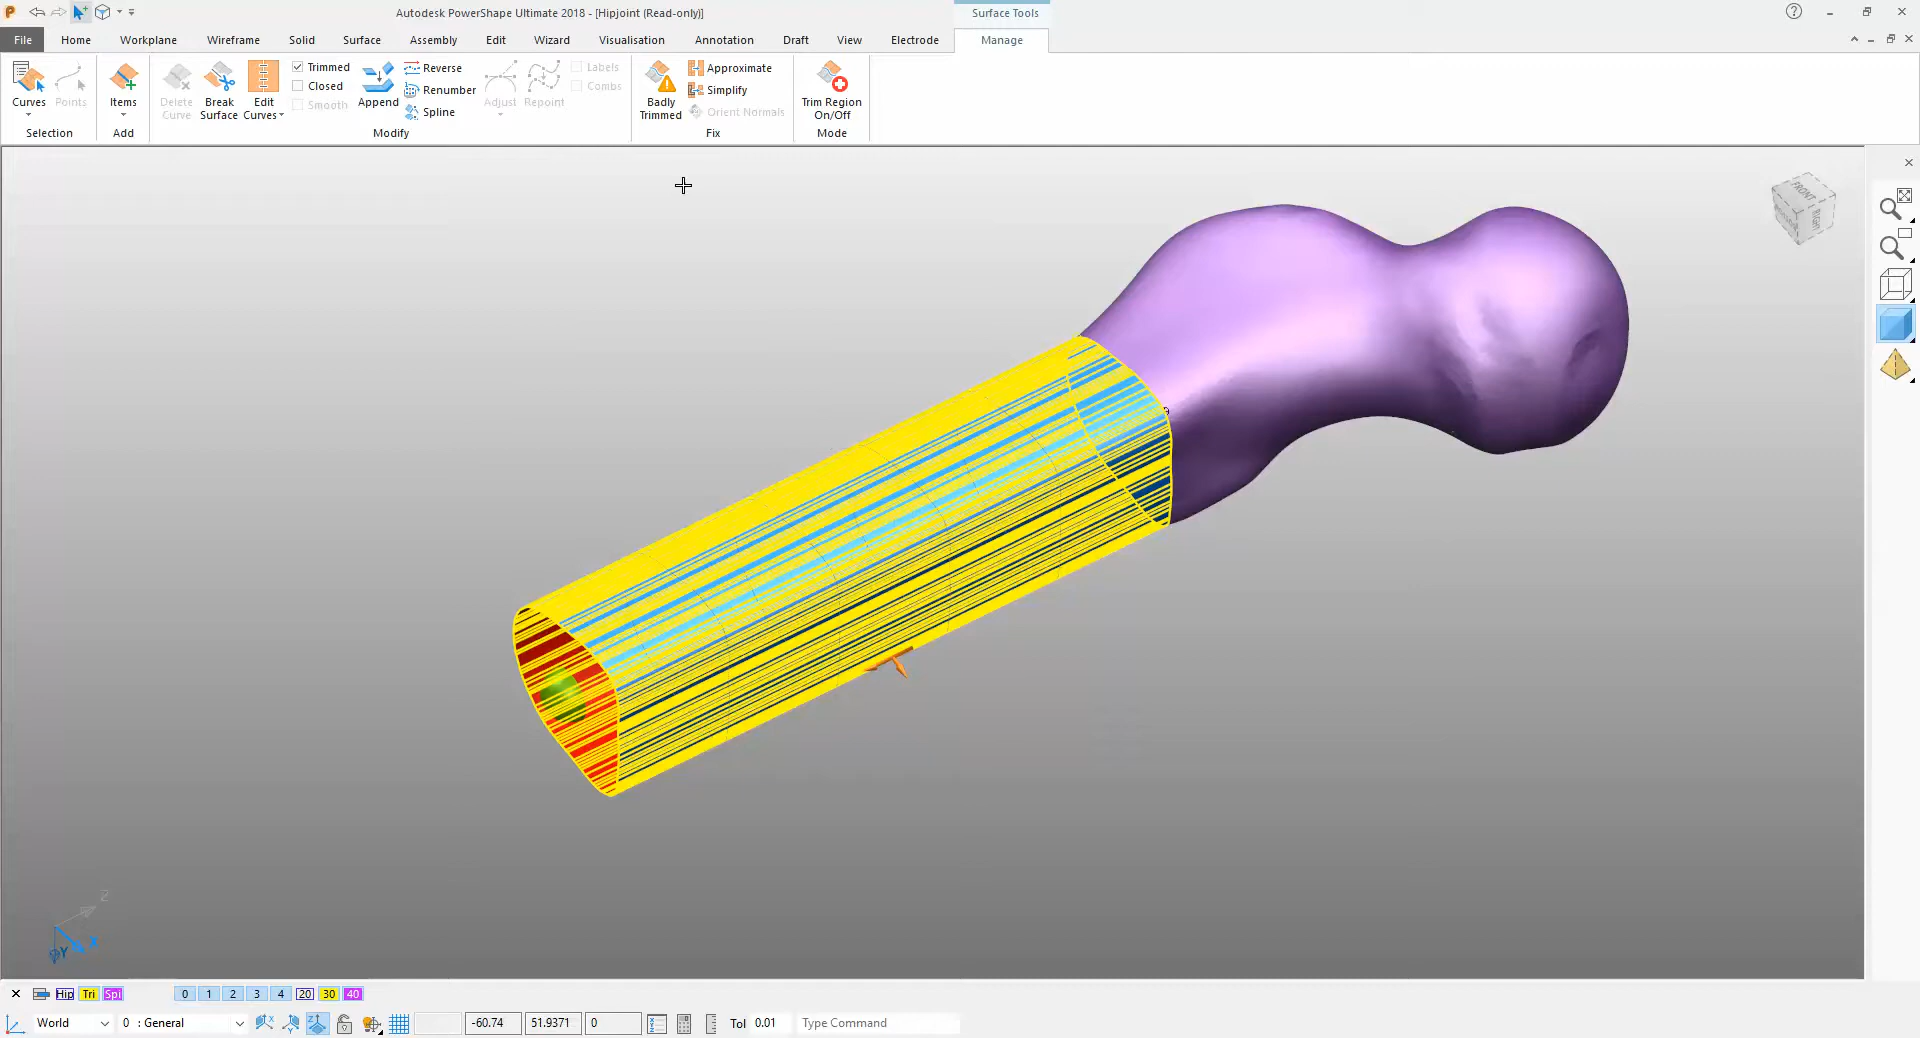 Autodesk PowerShape Ultimate 2018 - [Hipjoint (Read-only)]
Surface Tools
File Home Workplane Wireframe Solid Surface Assembly Edit Wizard Visualisation Annotation Draft View Electrode Manage
Curves Points
Selection
Items
Add
Delete Curve
Break Surface
Edit Curves
Trimmed
Closed
Smooth
Append
Reverse
Renumber
Spline
Adjust
Repoint
Labels
Combs
Modify
Badly Trimmed
Approximate
Simplify
Orient Normals
Fix
Trim Region On/Off
Mode
FRONT
RIGHT
Z
X
Y
Hip Tri Spl 0 1 2 3 4 20 30 40
World 0 : General -60.74 51.9371 0 Tol 0.01 Type Command